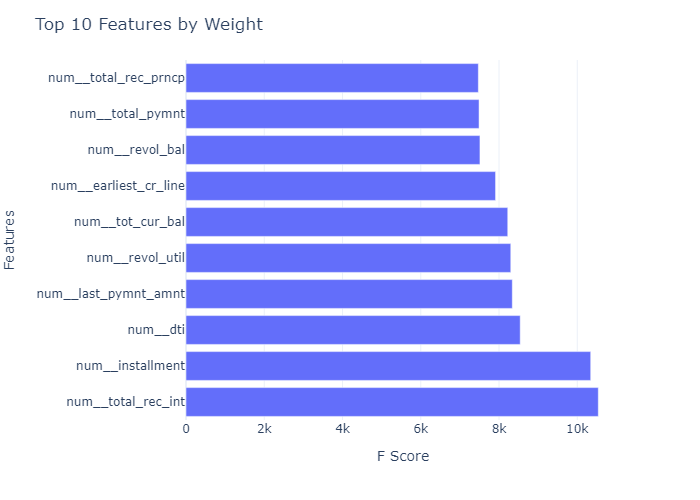 Top 10 Features by Weight
Features
num__total_rec_prncp
num__total_pymnt
num__revol_bal
num__earliest_cr_line
num__tot_cur_bal
num__revol_util
num__last_pymnt_amnt
num__dti
num__installment
num__total_rec_int
0 2k 4k 6k 8k 10k
F Score